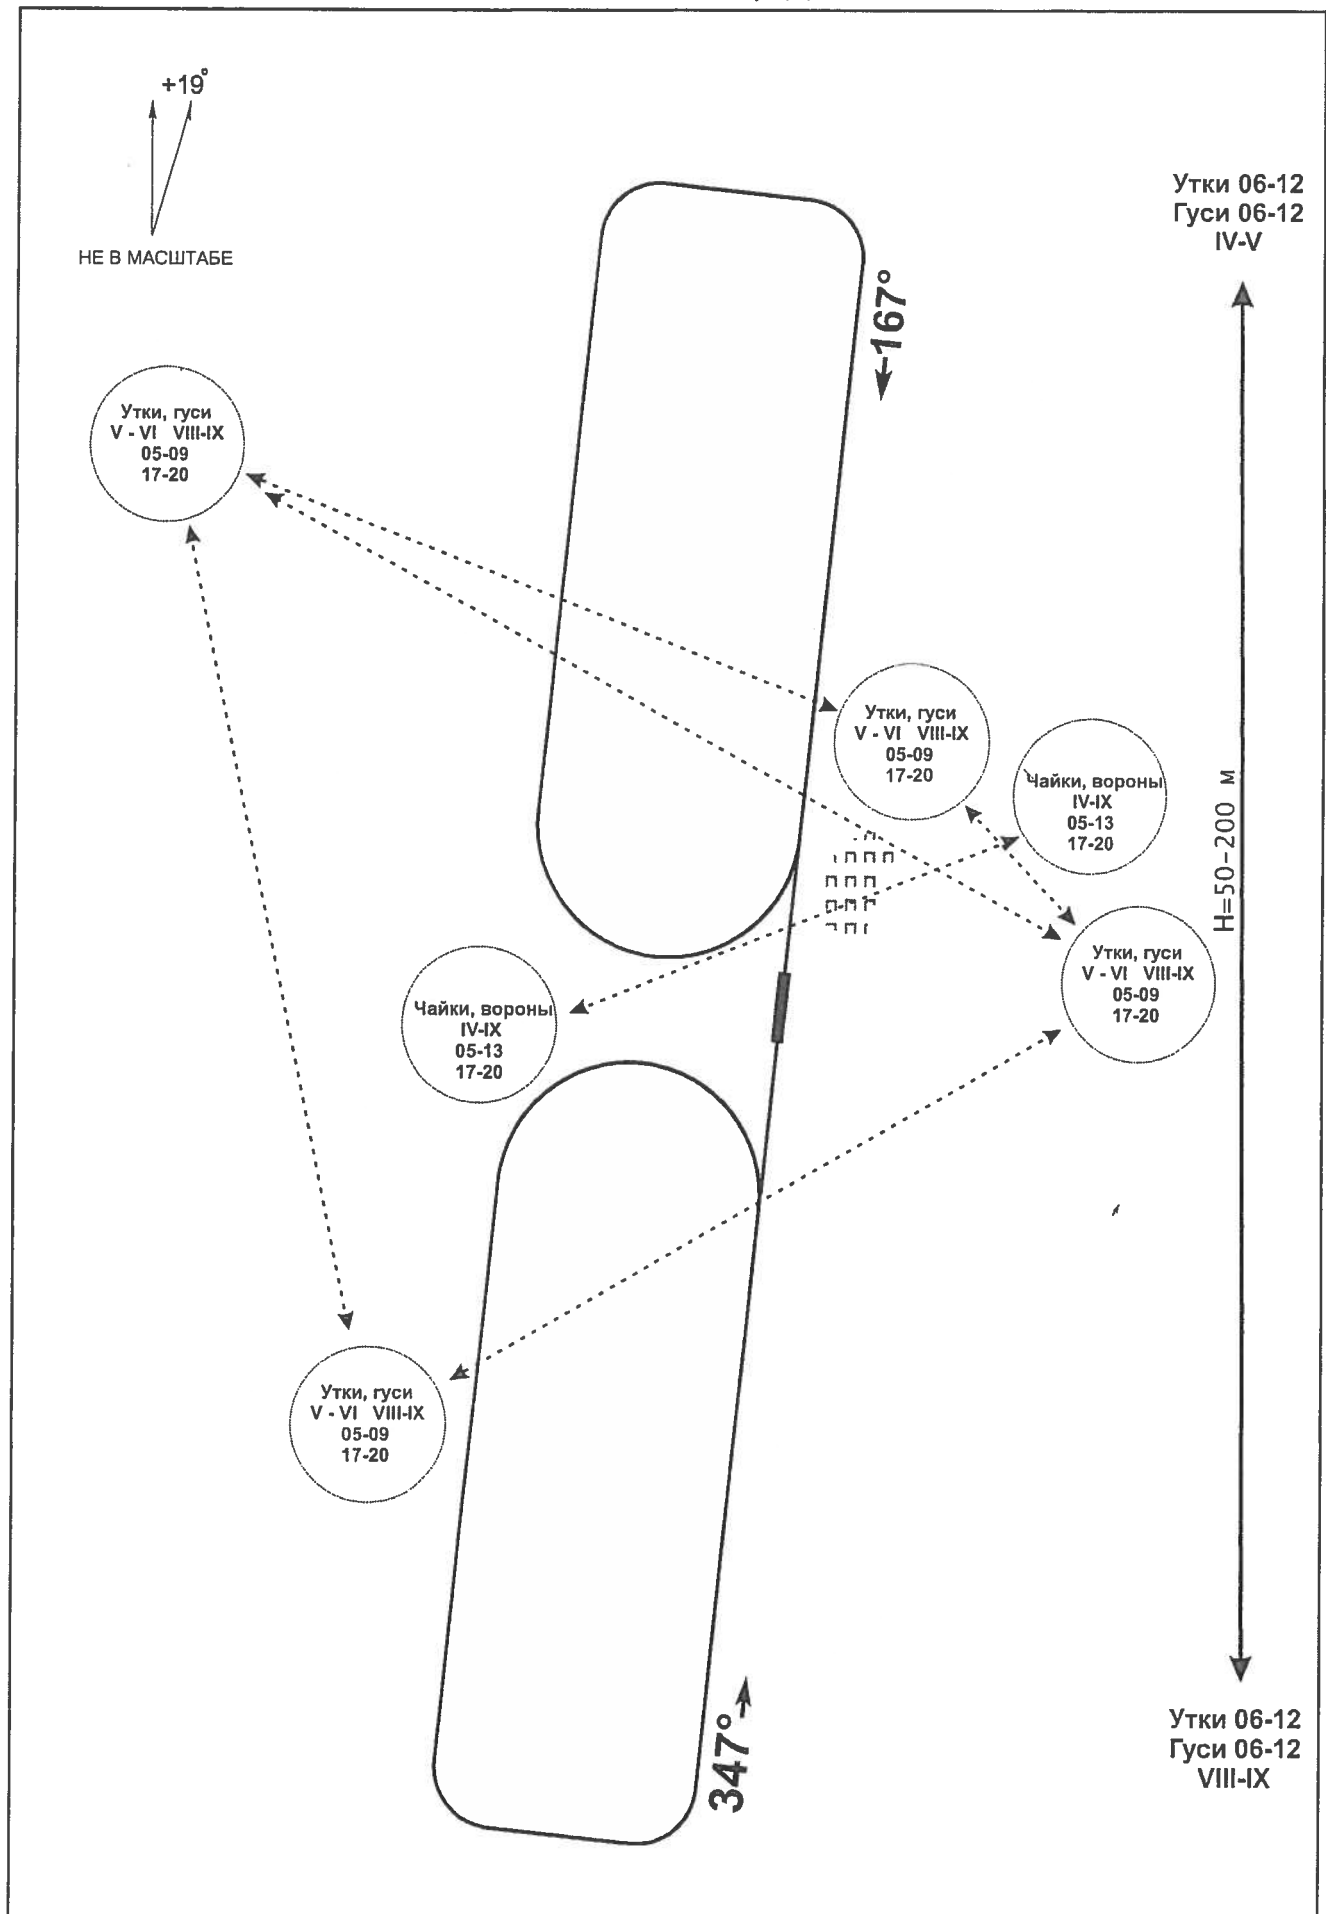 +19°
НЕ В МАСШТАБЕ
Утки 06-12
Гуси 06-12
IV-V
167°
Утки, гуси
V - VI VIII-IX
05-09
17-20
Утки, гуси
V - VI VIII-IX
05-09
17-20
Чайки, вороны
IV-IX
05-13
17-20
H=50-200 м
Утки, гуси
V - VI VIII-IX
05-09
17-20
Чайки, вороны
IV-IX
05-13
17-20
Утки, гуси
V - VI VIII-IX
05-09
17-20
347°
Утки 06-12
Гуси 06-12
VIII-IX